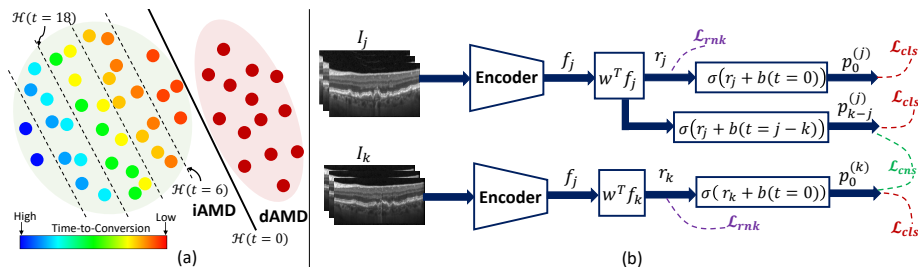 ℋ(t = 18)
ℋ(t = 6)
iAMD
dAMD
ℋ(t = 0)
High
Low
Time-to-Conversion
(a)
I_j
Encoder
f_j
w^T f_j
r_j
ℒ_rnk
σ(r_j + b(t = 0))
p_0^(j)
ℒ_cls
σ(r_j + b(t = j − k))
p_{k−j}^(j)
ℒ_cls
ℒ_cns
I_k
Encoder
f_j
w^T f_k
r_k
ℒ_rnk
σ( r_k + b(t = 0))
p_0^(k)
ℒ_cls
(b)